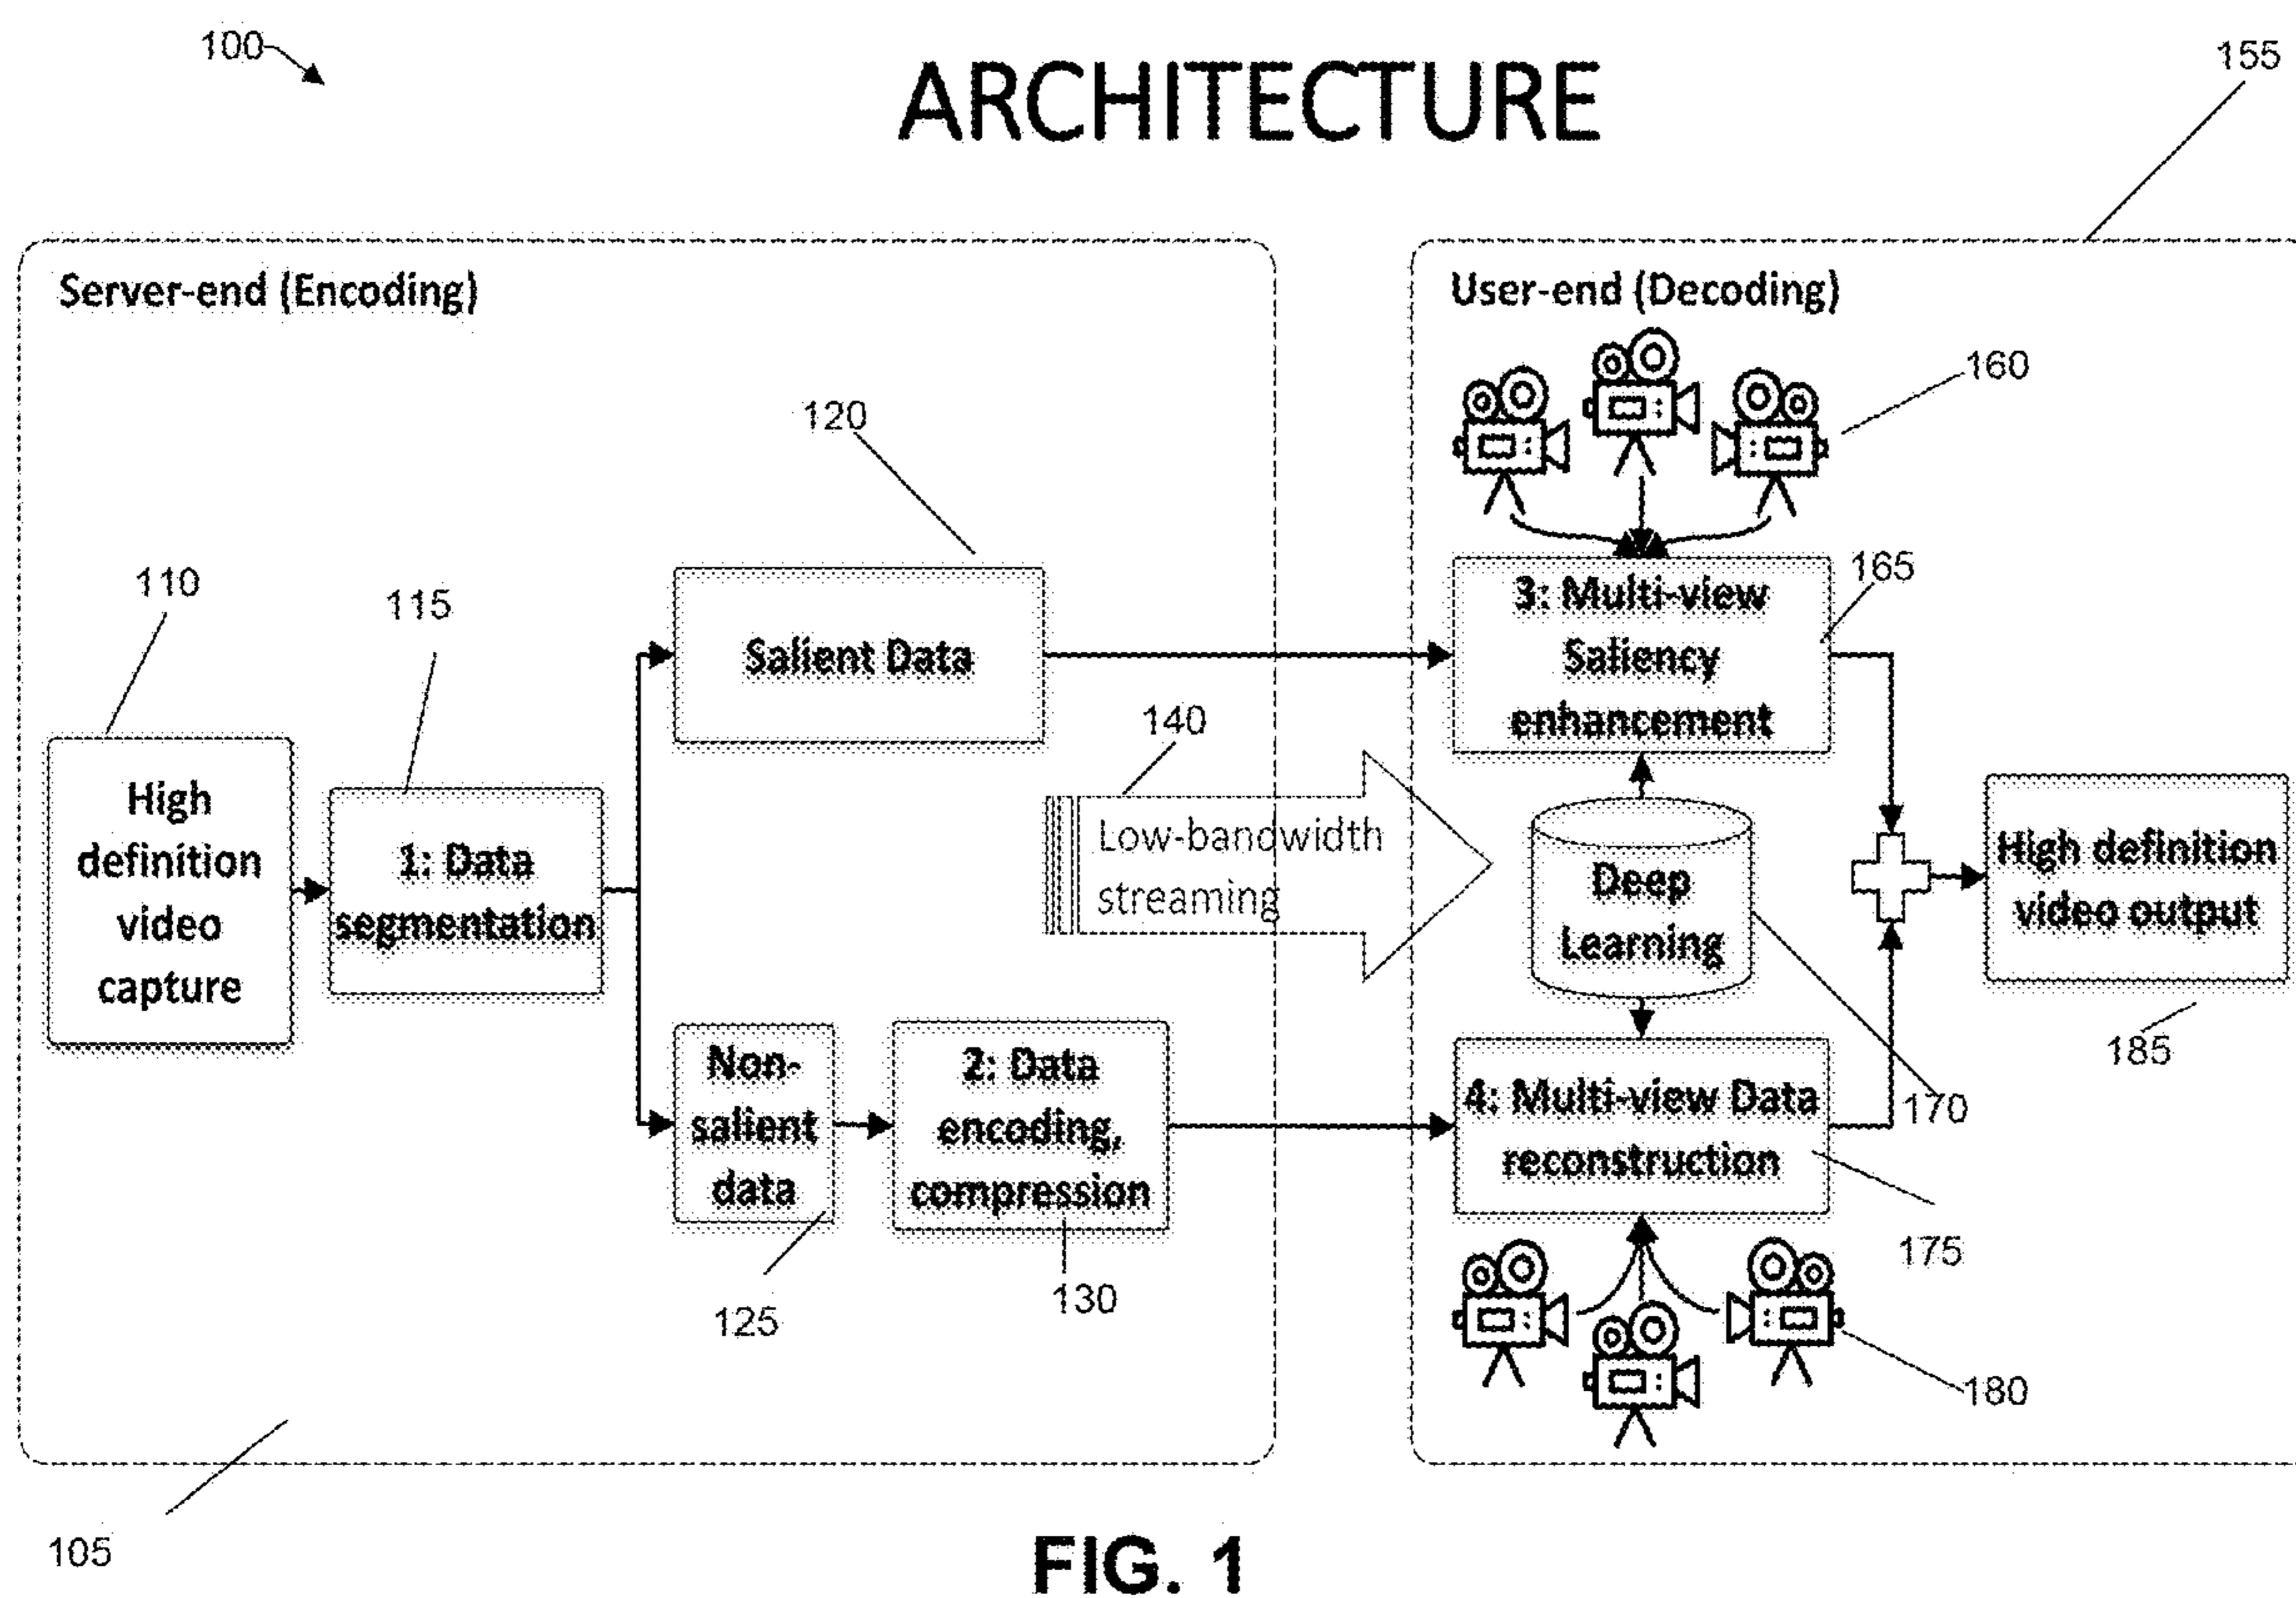 100
ARCHITECTURE
155
Server-end (Encoding)
User-end (Decoding)
160
120
110
115
165
Salient Data
3: Multi-view
Saliency
enhancement
140
High
definition
video
capture
1: Data
segmentation
Low-bandwidth
streaming
Deep
Learning
High definition
video output
185
Non-
salient
data
2: Data
encoding,
compression
4: Multi-view Data
reconstruction
170
175
125
130
180
105
FIG. 1